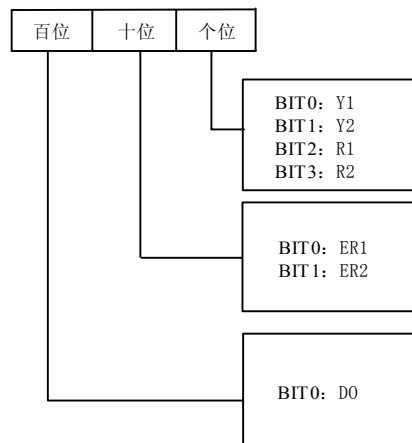 百位 十位 个位
BIT0: Y1
BIT1: Y2
BIT2: R1
BIT3: R2
BIT0: ER1
BIT1: ER2
BIT0: DO